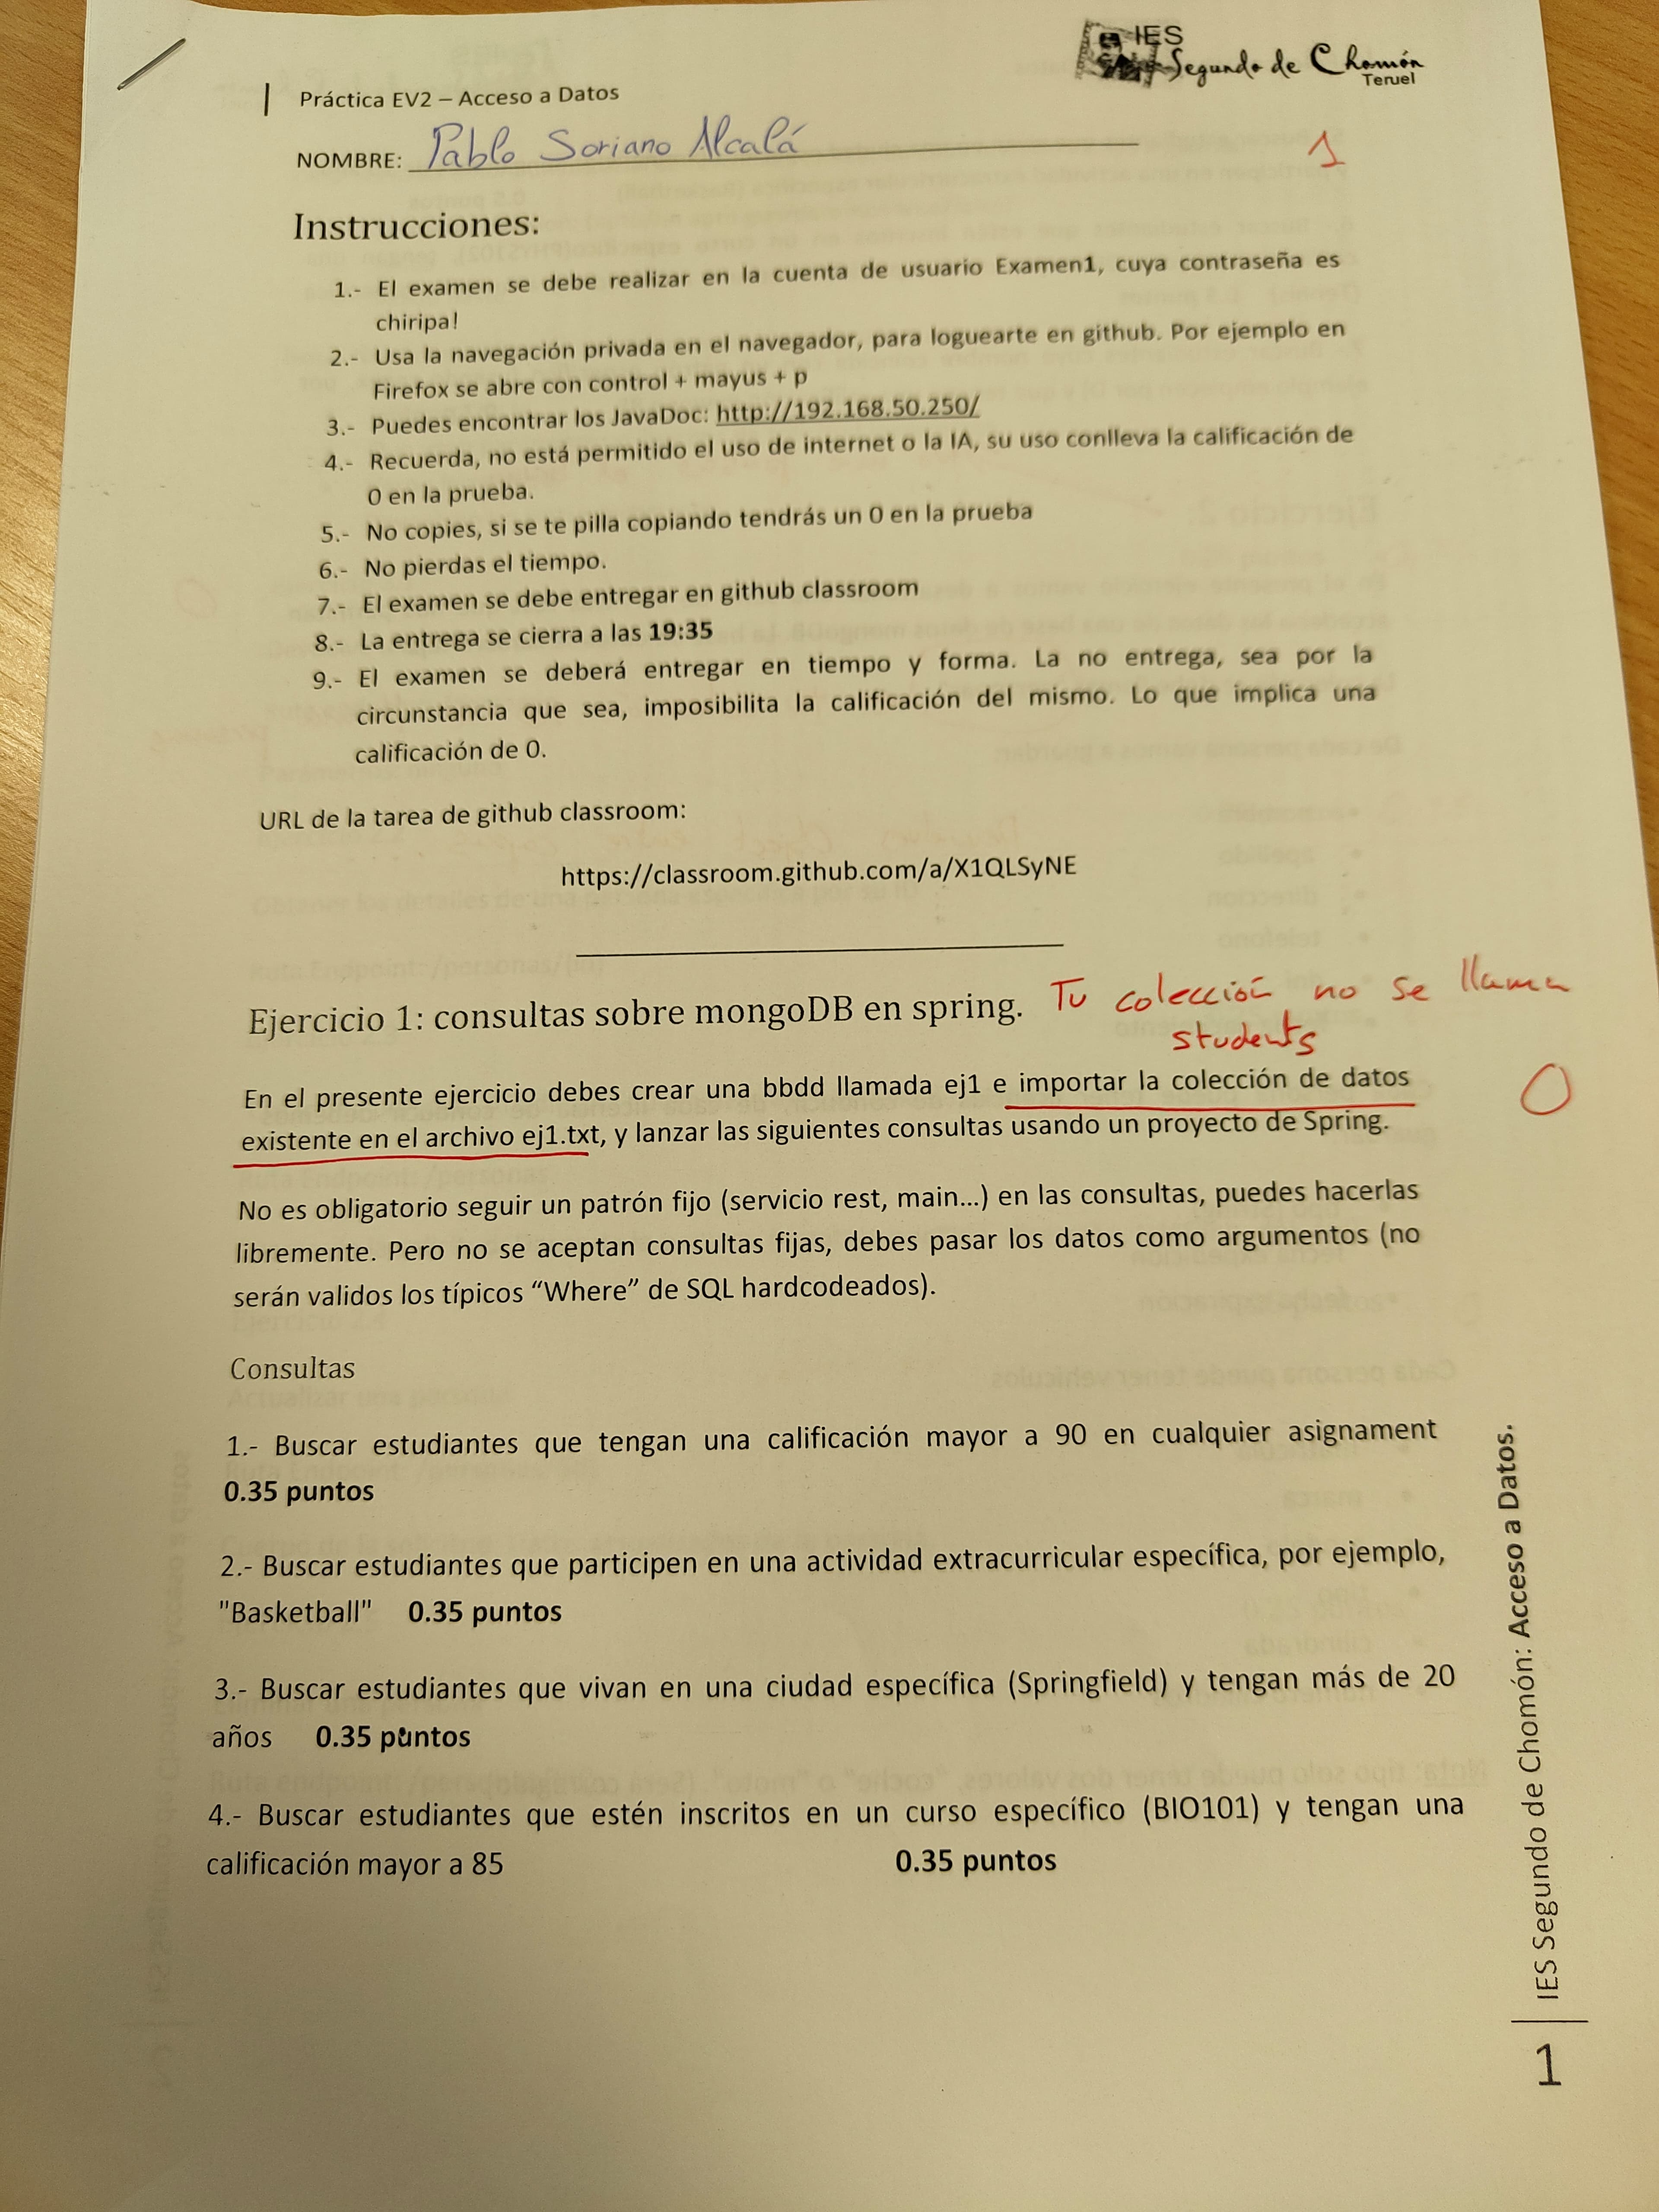 IES
Segundo de Chomón
Teruel
Práctica EV2 – Acceso a Datos
NOMBRE: Pablo Soriano Alcalá
1
Instrucciones:
1.- El examen se debe realizar en la cuenta de usuario Examen1, cuya contraseña es
chiripa!
2.- Usa la navegación privada en el navegador, para loguearte en github. Por ejemplo en
Firefox se abre con control + mayus + p
3.- Puedes encontrar los JavaDoc: http://192.168.50.250/
4.- Recuerda, no está permitido el uso de internet o la IA, su uso conlleva la calificación de
0 en la prueba.
5.- No copies, si se te pilla copiando tendrás un 0 en la prueba
6.- No pierdas el tiempo.
7.- El examen se debe entregar en github classroom
8.- La entrega se cierra a las 19:35
9.- El examen se deberá entregar en tiempo y forma. La no entrega, sea por la
circunstancia que sea, imposibilita la calificación del mismo. Lo que implica una
calificación de 0.
URL de la tarea de github classroom:
https://classroom.github.com/a/X1QLSyNE
Ejercicio 1: consultas sobre mongoDB en spring.
Tu colección no se llama
students
0
En el presente ejercicio debes crear una bbdd llamada ej1 e importar la colección de datos
existente en el archivo ej1.txt, y lanzar las siguientes consultas usando un proyecto de Spring.
No es obligatorio seguir un patrón fijo (servicio rest, main...) en las consultas, puedes hacerlas
libremente. Pero no se aceptan consultas fijas, debes pasar los datos como argumentos (no
serán validos los típicos “Where” de SQL hardcodeados).
Consultas
1.- Buscar estudiantes que tengan una calificación mayor a 90 en cualquier asignament
0.35 puntos
2.- Buscar estudiantes que participen en una actividad extracurricular específica, por ejemplo,
"Basketball" 0.35 puntos
3.- Buscar estudiantes que vivan en una ciudad específica (Springfield) y tengan más de 20
años 0.35 puntos
4.- Buscar estudiantes que estén inscritos en un curso específico (BIO101) y tengan una
calificación mayor a 85 0.35 puntos
IES Segundo de Chomón: Acceso a Datos.
1